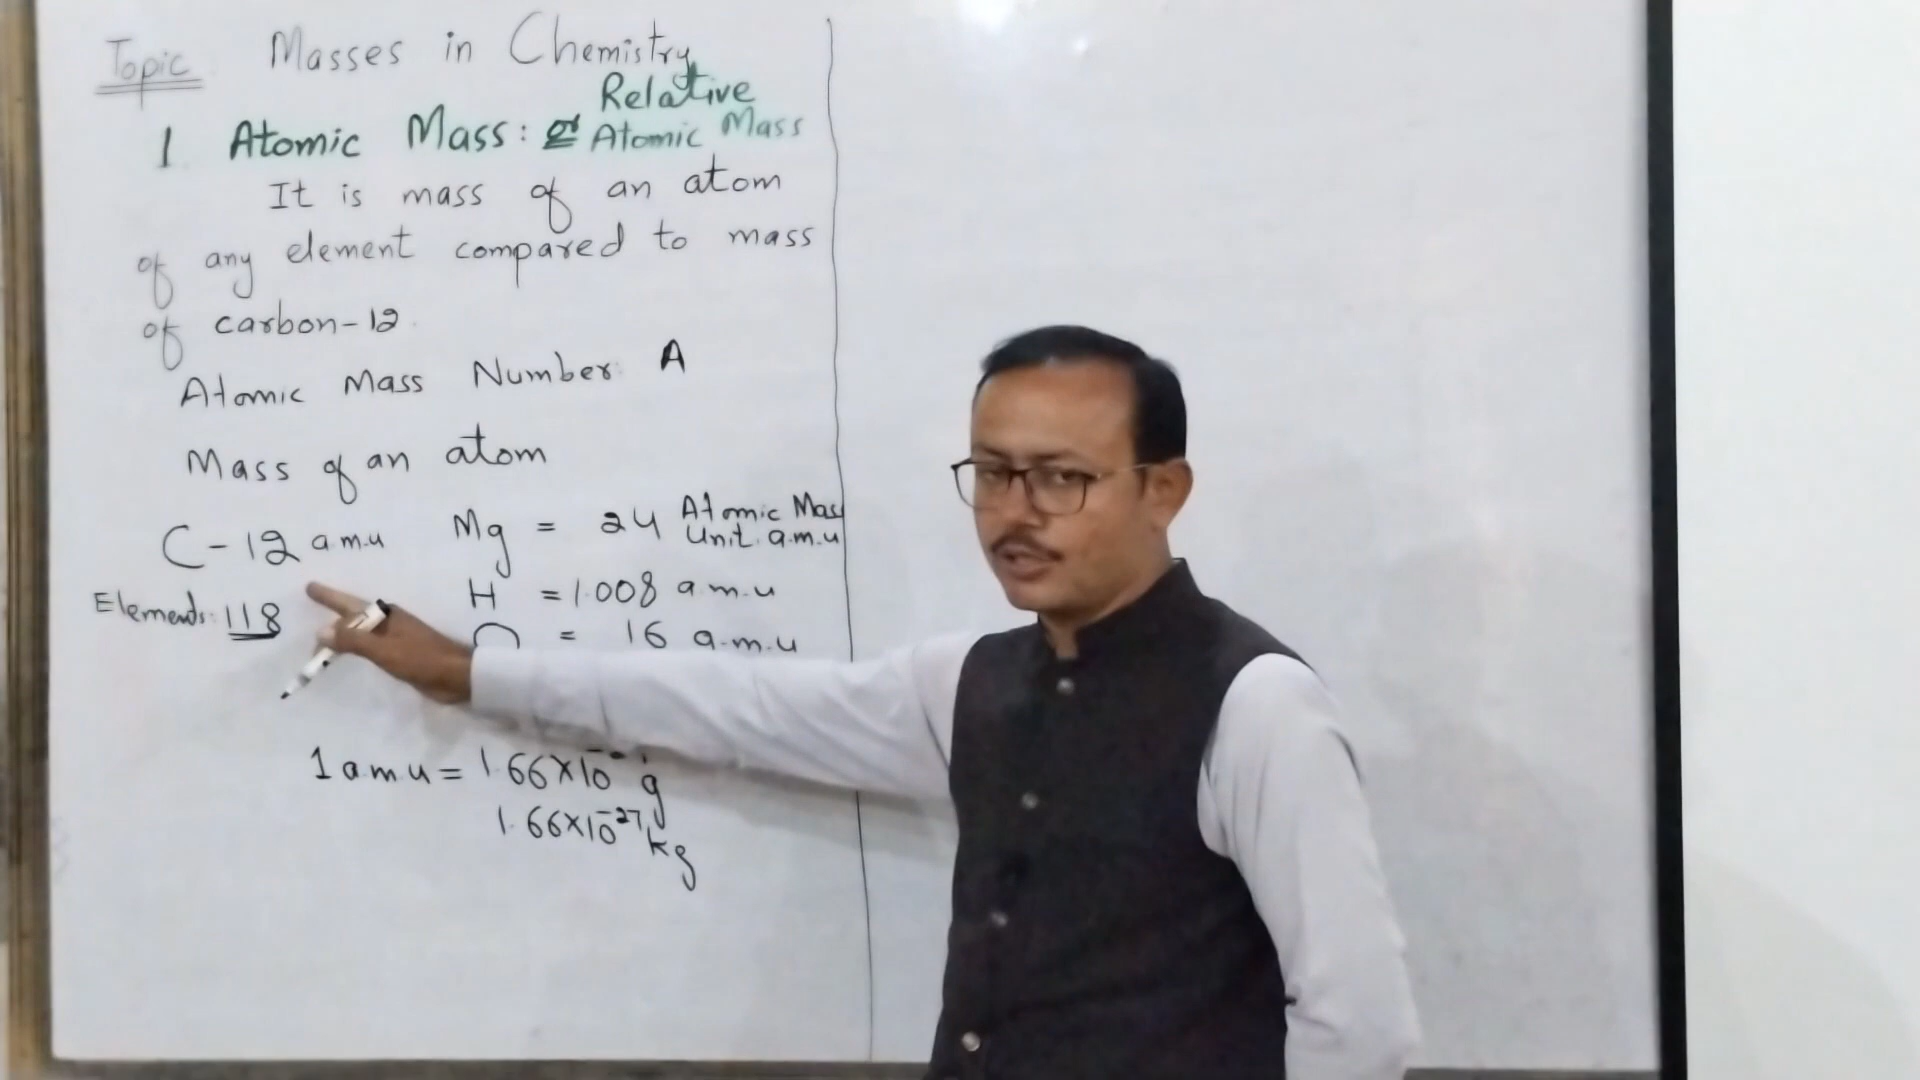 Topic Masses in Chemistry
1 Atomic Mass: or Relative Atomic Mass
It is mass of an atom
of any element compared to mass
of carbon-12.
Atomic Mass Number: A
Mass of an atom
C-12 a.m.u Mg = 24 Atomic Mass Unit. a.m.u
Elements: 118 H = 1.008 a.m.u
= 16 a.m.u
1 a.m.u = 1.66×10 g
1.66×10⁻²⁷ kg